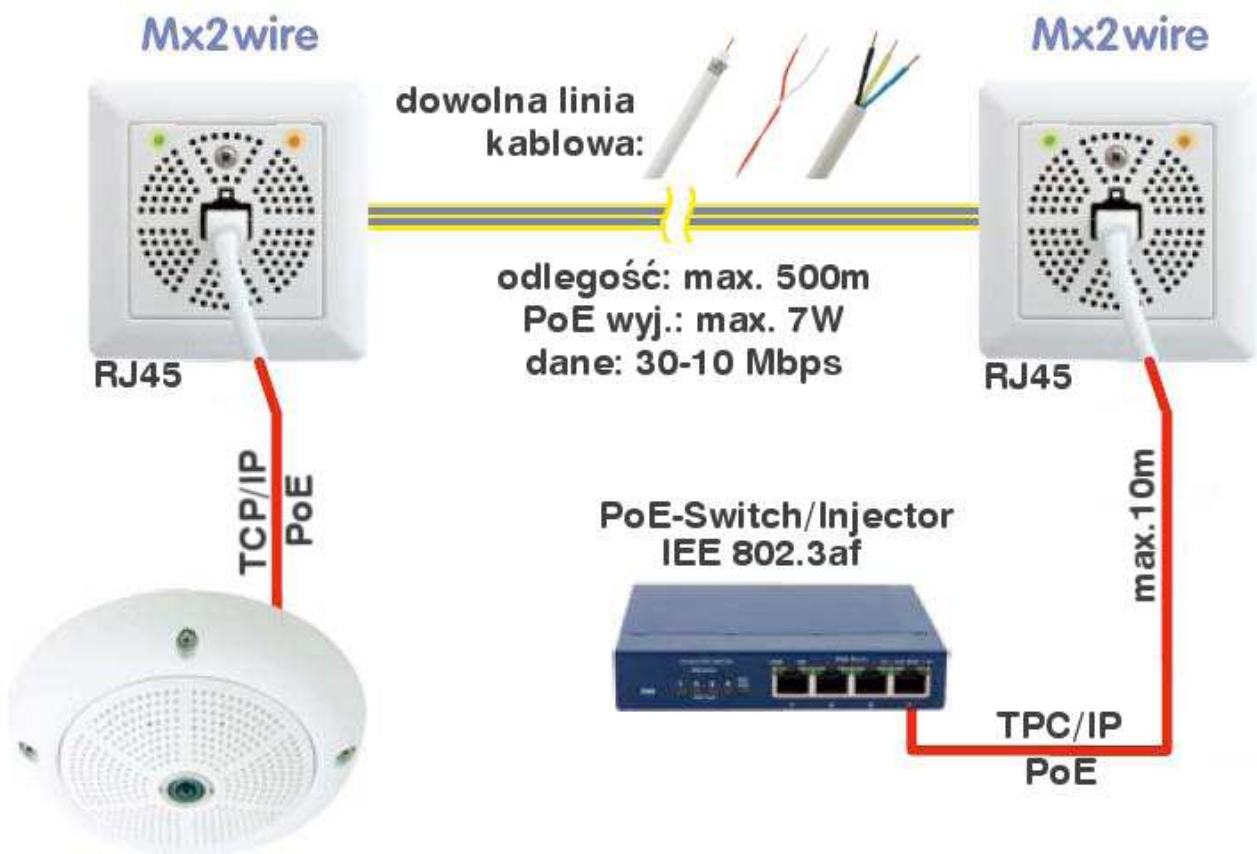 Mx2wire
Mx2wire
dowolna linia
kablowa:
odlegość: max. 500m
PoE wyj.: max. 7W
dane: 30-10 Mbps
RJ45
RJ45
TCP/IP
PoE
PoE-Switch/Injector
IEE 802.3af
max.10m
TPC/IP
PoE